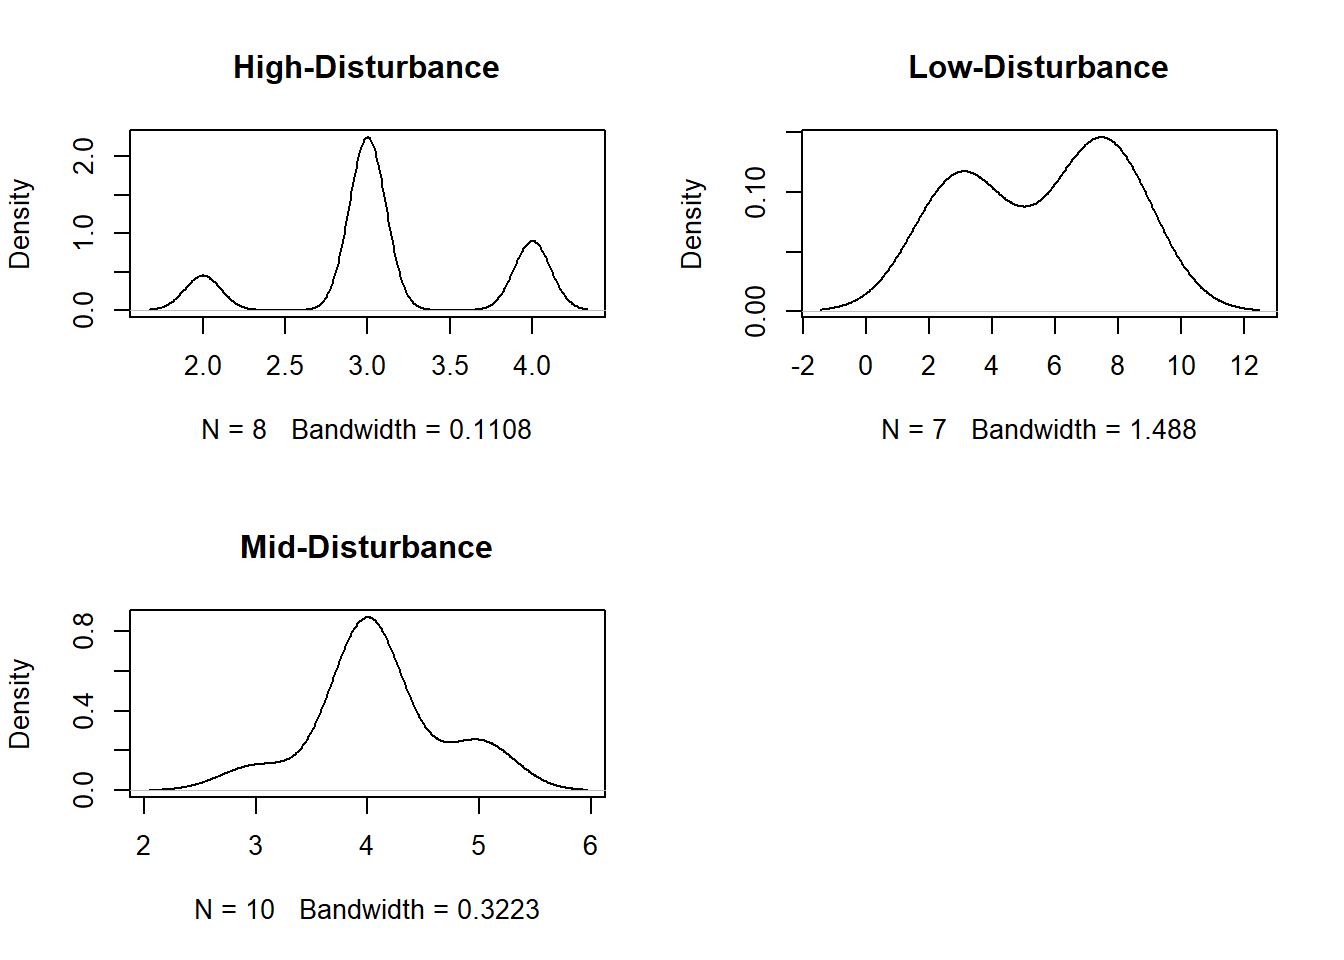 High-Disturbance
Density
0.0 1.0 2.0
2.0 2.5 3.0 3.5 4.0
N = 8 Bandwidth = 0.1108
Low-Disturbance
Density
0.00 0.10
-2 0 2 4 6 8 10 12
N = 7 Bandwidth = 1.488
Mid-Disturbance
Density
0.0 0.4 0.8
2 3 4 5 6
N = 10 Bandwidth = 0.3223